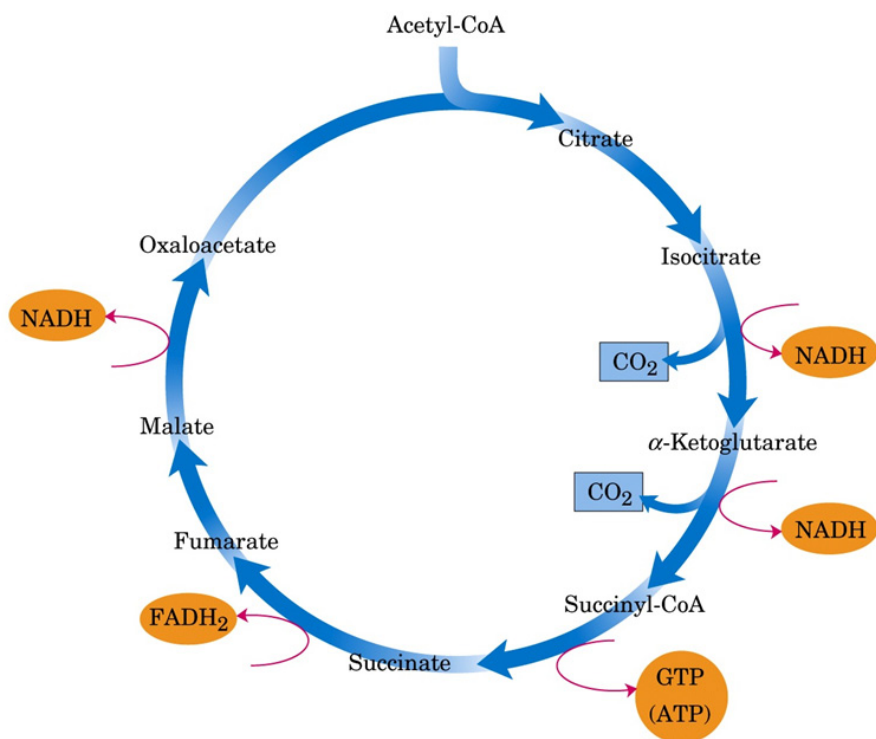 Acetyl-CoA
Citrate
Oxaloacetate
Isocitrate
NADH
CO₂
NADH
Malate
α-Ketoglutarate
CO₂
NADH
Fumarate
FADH₂
Succinyl-CoA
Succinate
GTP
(ATP)